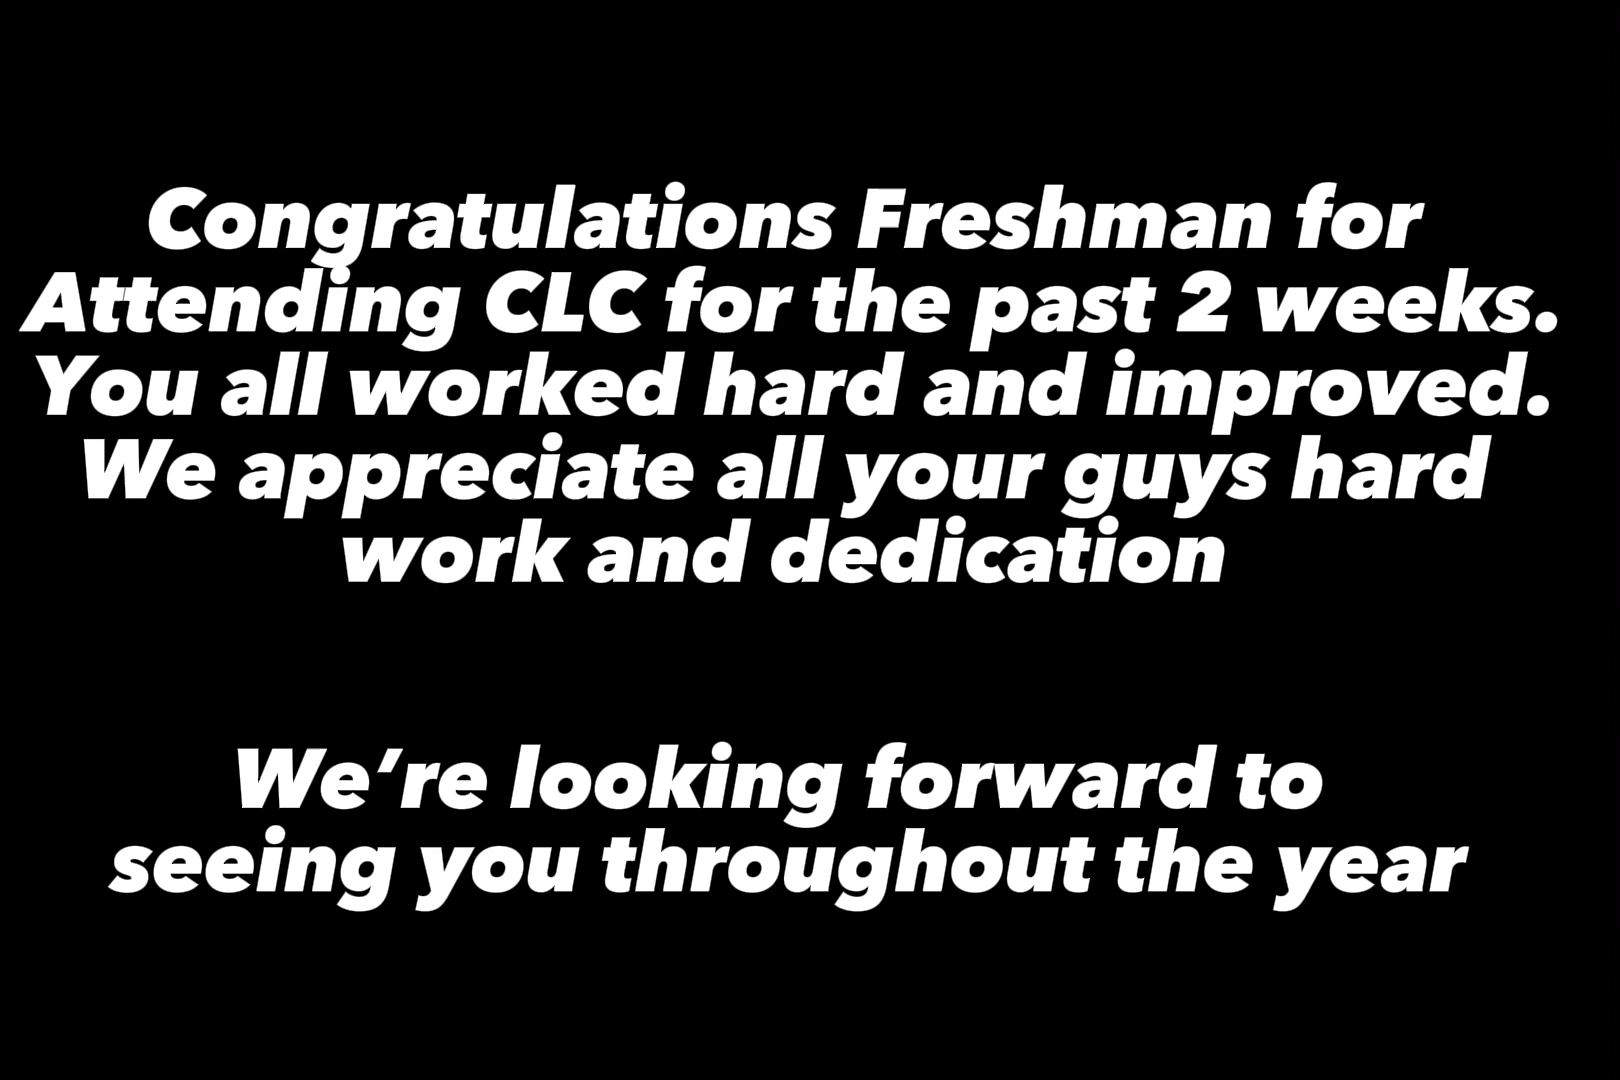 Congratulations Freshman for
Attending CLC for the past 2 weeks.
You all worked hard and improved.
We appreciate all your guys hard
work and dedication
We’re looking forward to
seeing you throughout the year